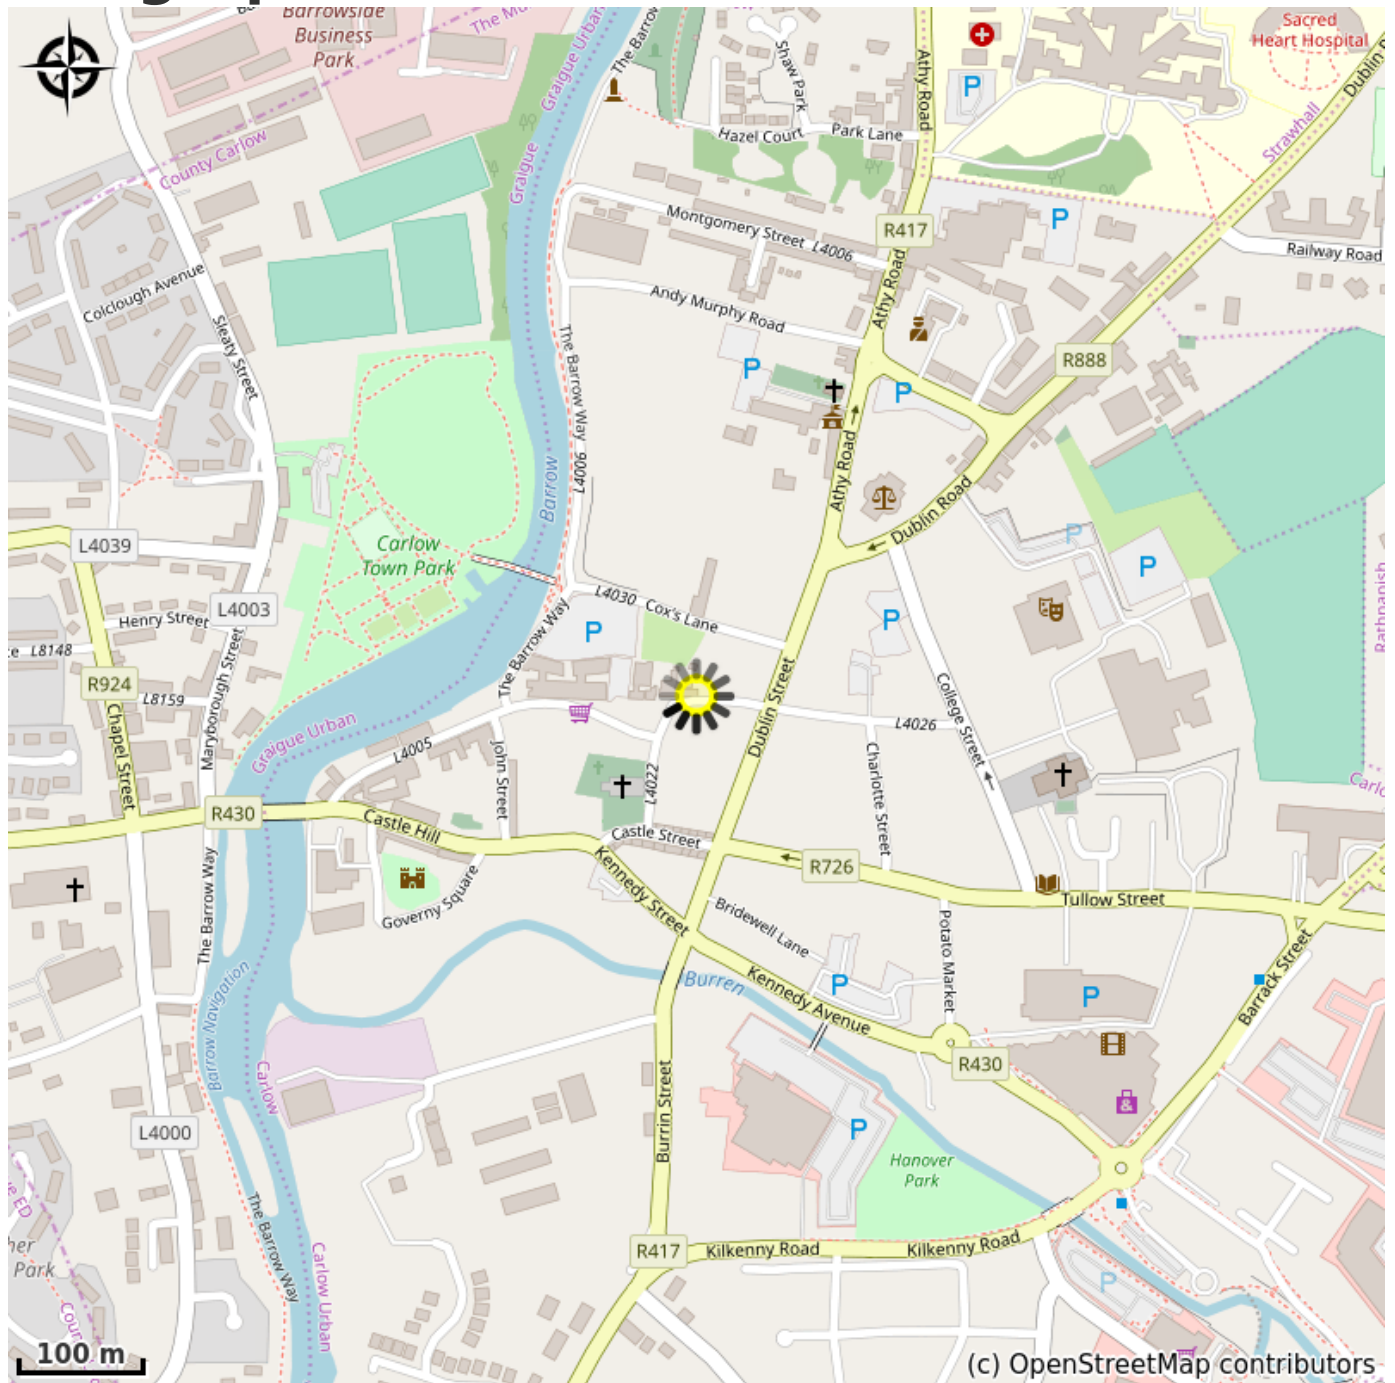 Barrowside
Business
Park
The Barrow
Graigue Urban
Shaw Park
Hazel Court
Park Lane
Athy Road
P
Sacred
Heart Hospital
Strawhall
County Carlow
Graigue
Montgomery Street L4006
R417
P
Railway Road
Colclough Avenue
Sleaty Street
Andy Murphy Road
Athy Road
The Barrow Way
L4006
P
P
R888
Barrow
Athy Road
Dublin Road
L4039
Carlow
Town Park
P
P
Henry Street
L4003
L8148
R924
L8159
Maryborough Street
Chapel Street
The Barrow Way
P
L4030 Cox's Lane
P
Dublin Street
College Street
L4026
Graigue Urban
L4005
John Street
L4022
Charlotte Street
R430
Castle Hill
Castle Street
R726
Tullow Street
The Barrow Way
Governy Square
Kennedy Street
Bridewell Lane
Potato Market
Burren
P
P
Kennedy Avenue
Barrack Street
Barrow Navigation
R430
Carlow
L4000
Burrin Street
P
Hanover
Park
&
The Barrow Way
Carlow Urban
R417
Kilkenny Road
Kilkenny Road
P
Park
100 m
(c) OpenStreetMap contributors